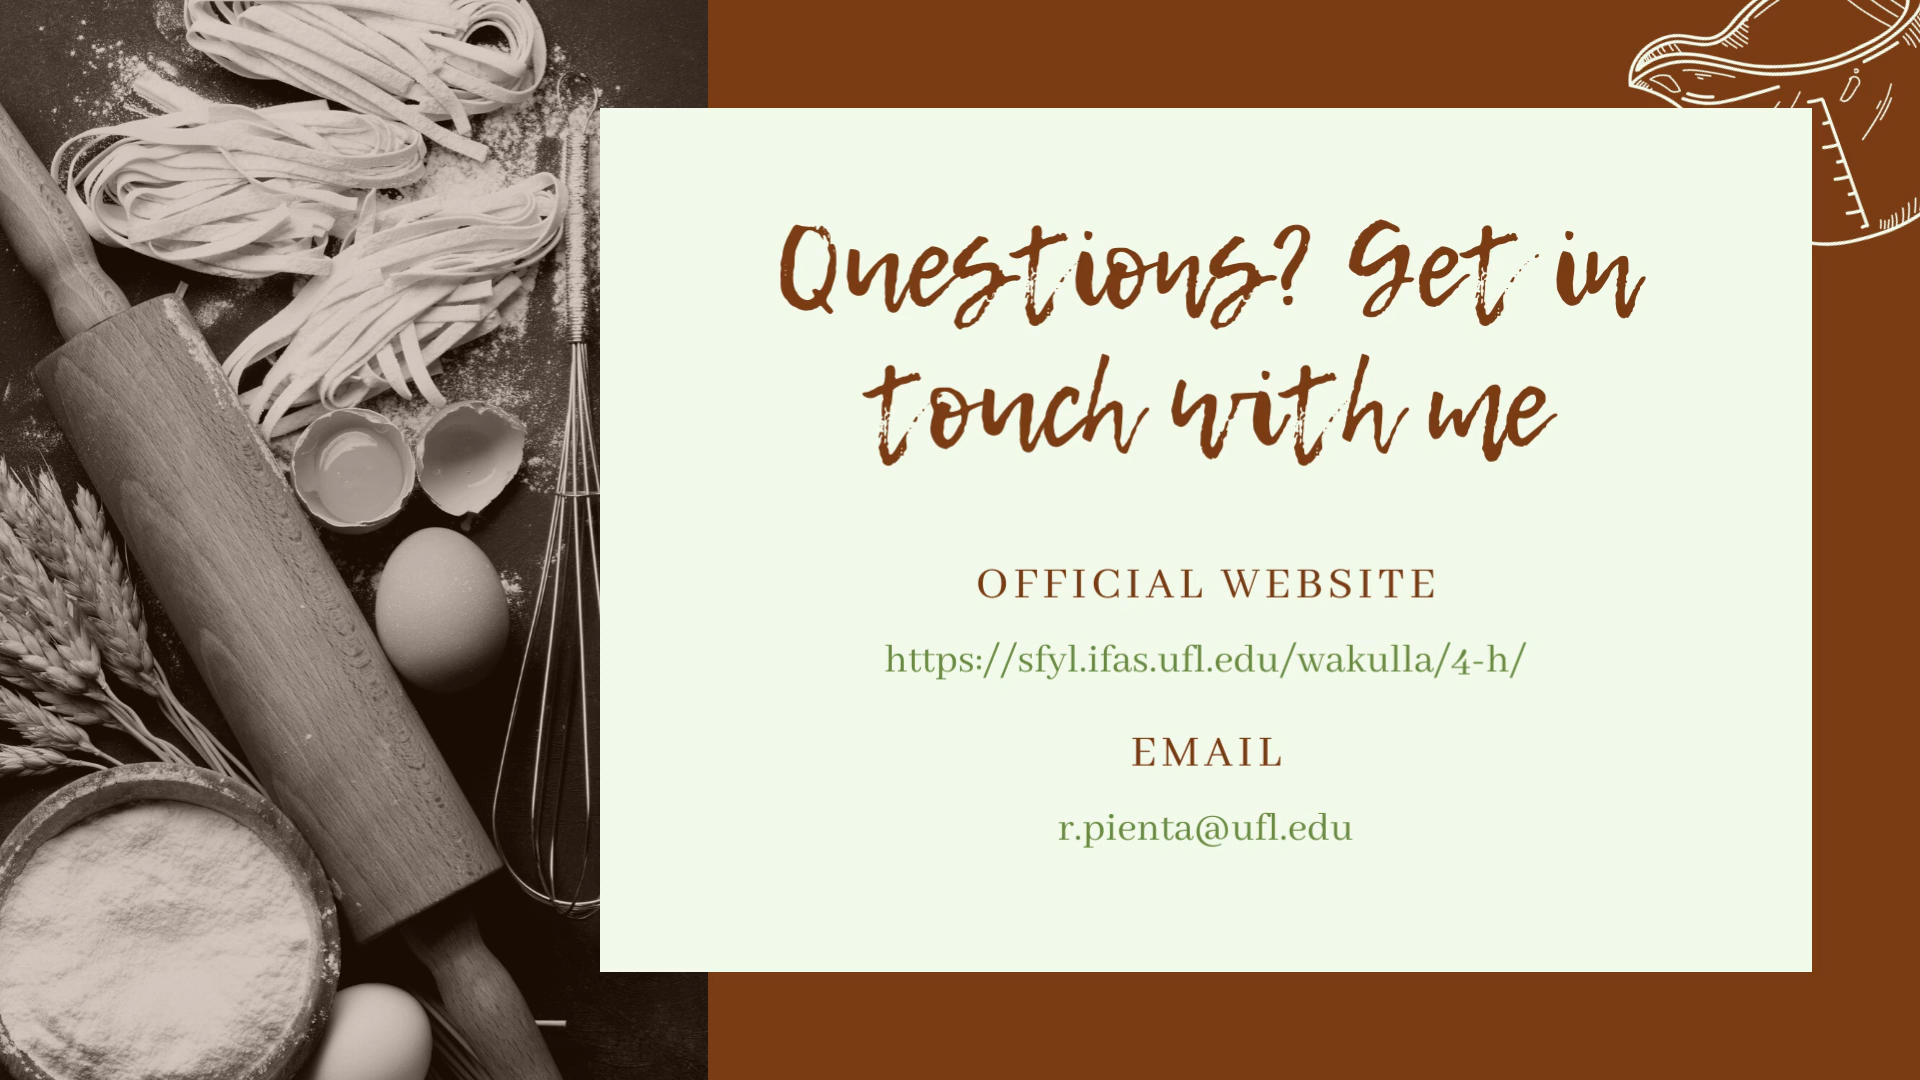 Questions? Get in
touch with me
OFFICIAL WEBSITE
https://sfyl.ifas.ufl.edu/wakulla/4-h/
EMAIL
r.pienta@ufl.edu